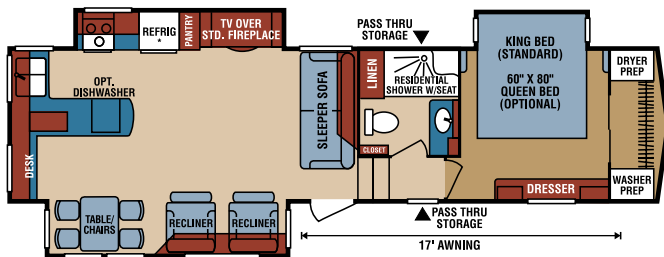 PANTRY
TV OVER
STD. FIREPLACE
REFRIG
*
PASS THRU
STORAGE
KING BED
(STANDARD)
60" X 80"
QUEEN BED
(OPTIONAL)
DRYER
PREP
OPT.
DISHWASHER
SLEEPER SOFA
LINEN
RESIDENTIAL
SHOWER W/SEAT
DESK
CLOSET
TABLE/
CHAIRS
RECLINER
RECLINER
DRESSER
WASHER
PREP
PASS THRU
STORAGE
17' AWNING